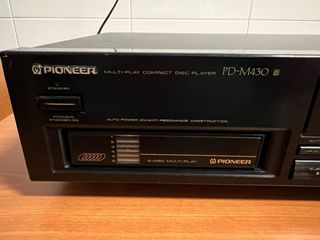 PIONEER MULTI-PLAY COMPACT DISC PLAYER PD-M430
STANDBY
POWER
STANDBY/ON
AUTO POWER ON/ANTI-RESONANCE CONSTRUCTION
6-DISC MULTI-PLAY PIONEER
AUT